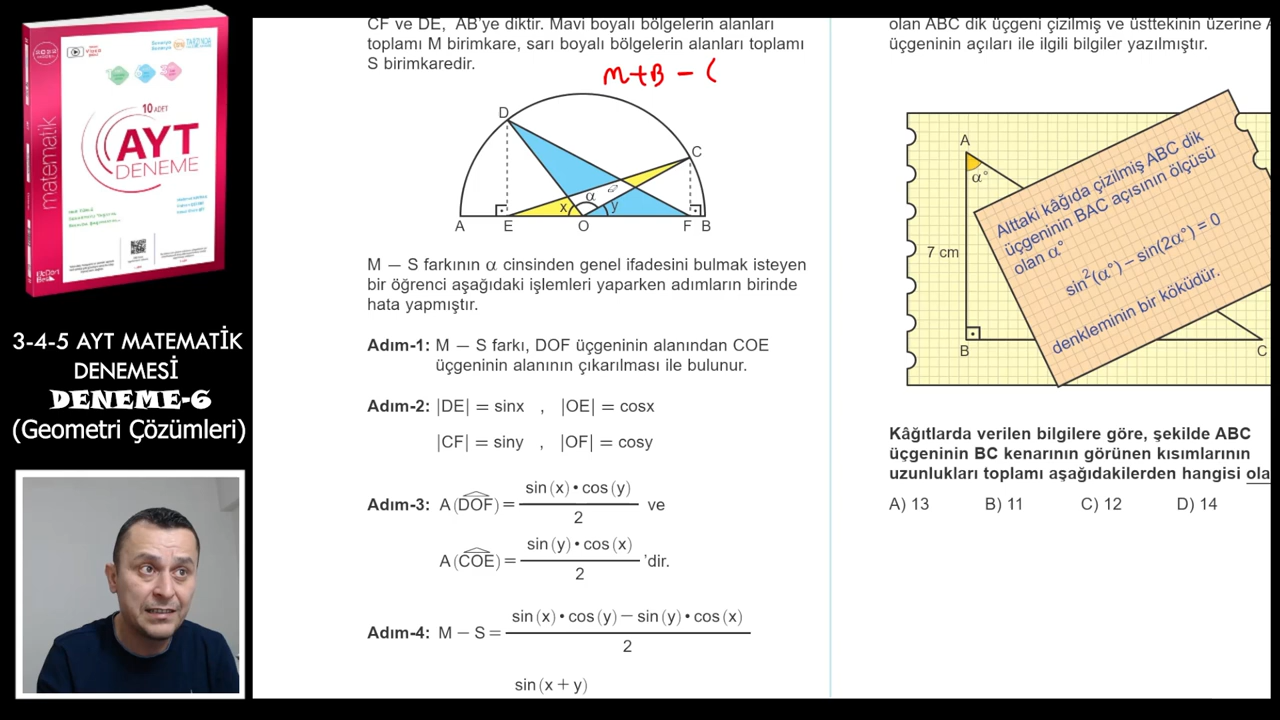 matematik
10 ADET
AYT
DENEME
3-4-5 AYT MATEMATİK
DENEMESİ
DENEME-6
(Geometri Çözümleri)
CF ve DE, AB'ye diktir. Mavi boyalı bölgelerin alanları
toplamı M birimkare, sarı boyalı bölgelerin alanları toplamı
S birimkaredir.
M+B - (
D
C
α
x
y
A E O F B
M — S farkının α cinsinden genel ifadesini bulmak isteyen
bir öğrenci aşağıdaki işlemleri yaparken adımların birinde
hata yapmıştır.
Adım-1: M — S farkı, DOF üçgeninin alanından COE
üçgeninin alanının çıkarılması ile bulunur.
Adım-2: |DE| = sinx , |OE| = cosx
|CF| = siny , |OF| = cosy
Adım-3: A(DOF) = sin(x)•cos(y) / 2 ve
A(COE) = sin(y)•cos(x) / 2 'dir.
Adım-4: M — S = sin(x)•cos(y) — sin(y)•cos(x) / 2
sin(x + y)
olan ABC dik üçgeni çizilmiş ve üsttekinin üzerine A
üçgeninin açıları ile ilgili bilgiler yazılmıştır.
A
α°
7 cm
B
C
Alttaki kâğıda çizilmiş ABC dik
üçgeninin BAC açısının ölçüsü
olan α°
sin²(α°) — sin(2α°) = 0
denkleminin bir köküdür.
Kâğıtlarda verilen bilgilere göre, şekilde ABC
üçgeninin BC kenarının görünen kısımlarının
uzunlukları toplamı aşağıdakilerden hangisi ola
A) 13 B) 11 C) 12 D) 14